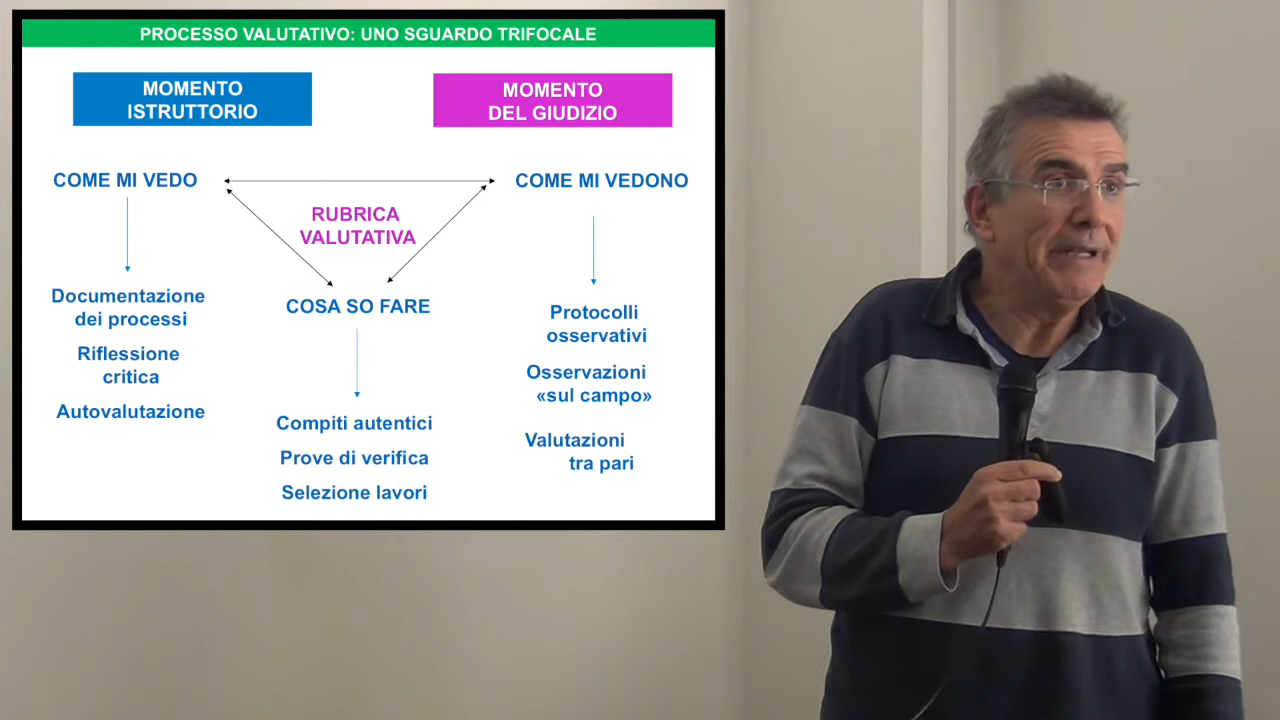 PROCESSO VALUTATIVO: UNO SGUARDO TRIFOCALE
MOMENTO
ISTRUTTORIO
MOMENTO
DEL GIUDIZIO
COME MI VEDO
COME MI VEDONO
RUBRICA
VALUTATIVA
COSA SO FARE
Documentazione
dei processi
Riflessione
critica
Autovalutazione
Compiti autentici
Prove di verifica
Selezione lavori
Protocolli
osservativi
Osservazioni
«sul campo»
Valutazioni
tra pari